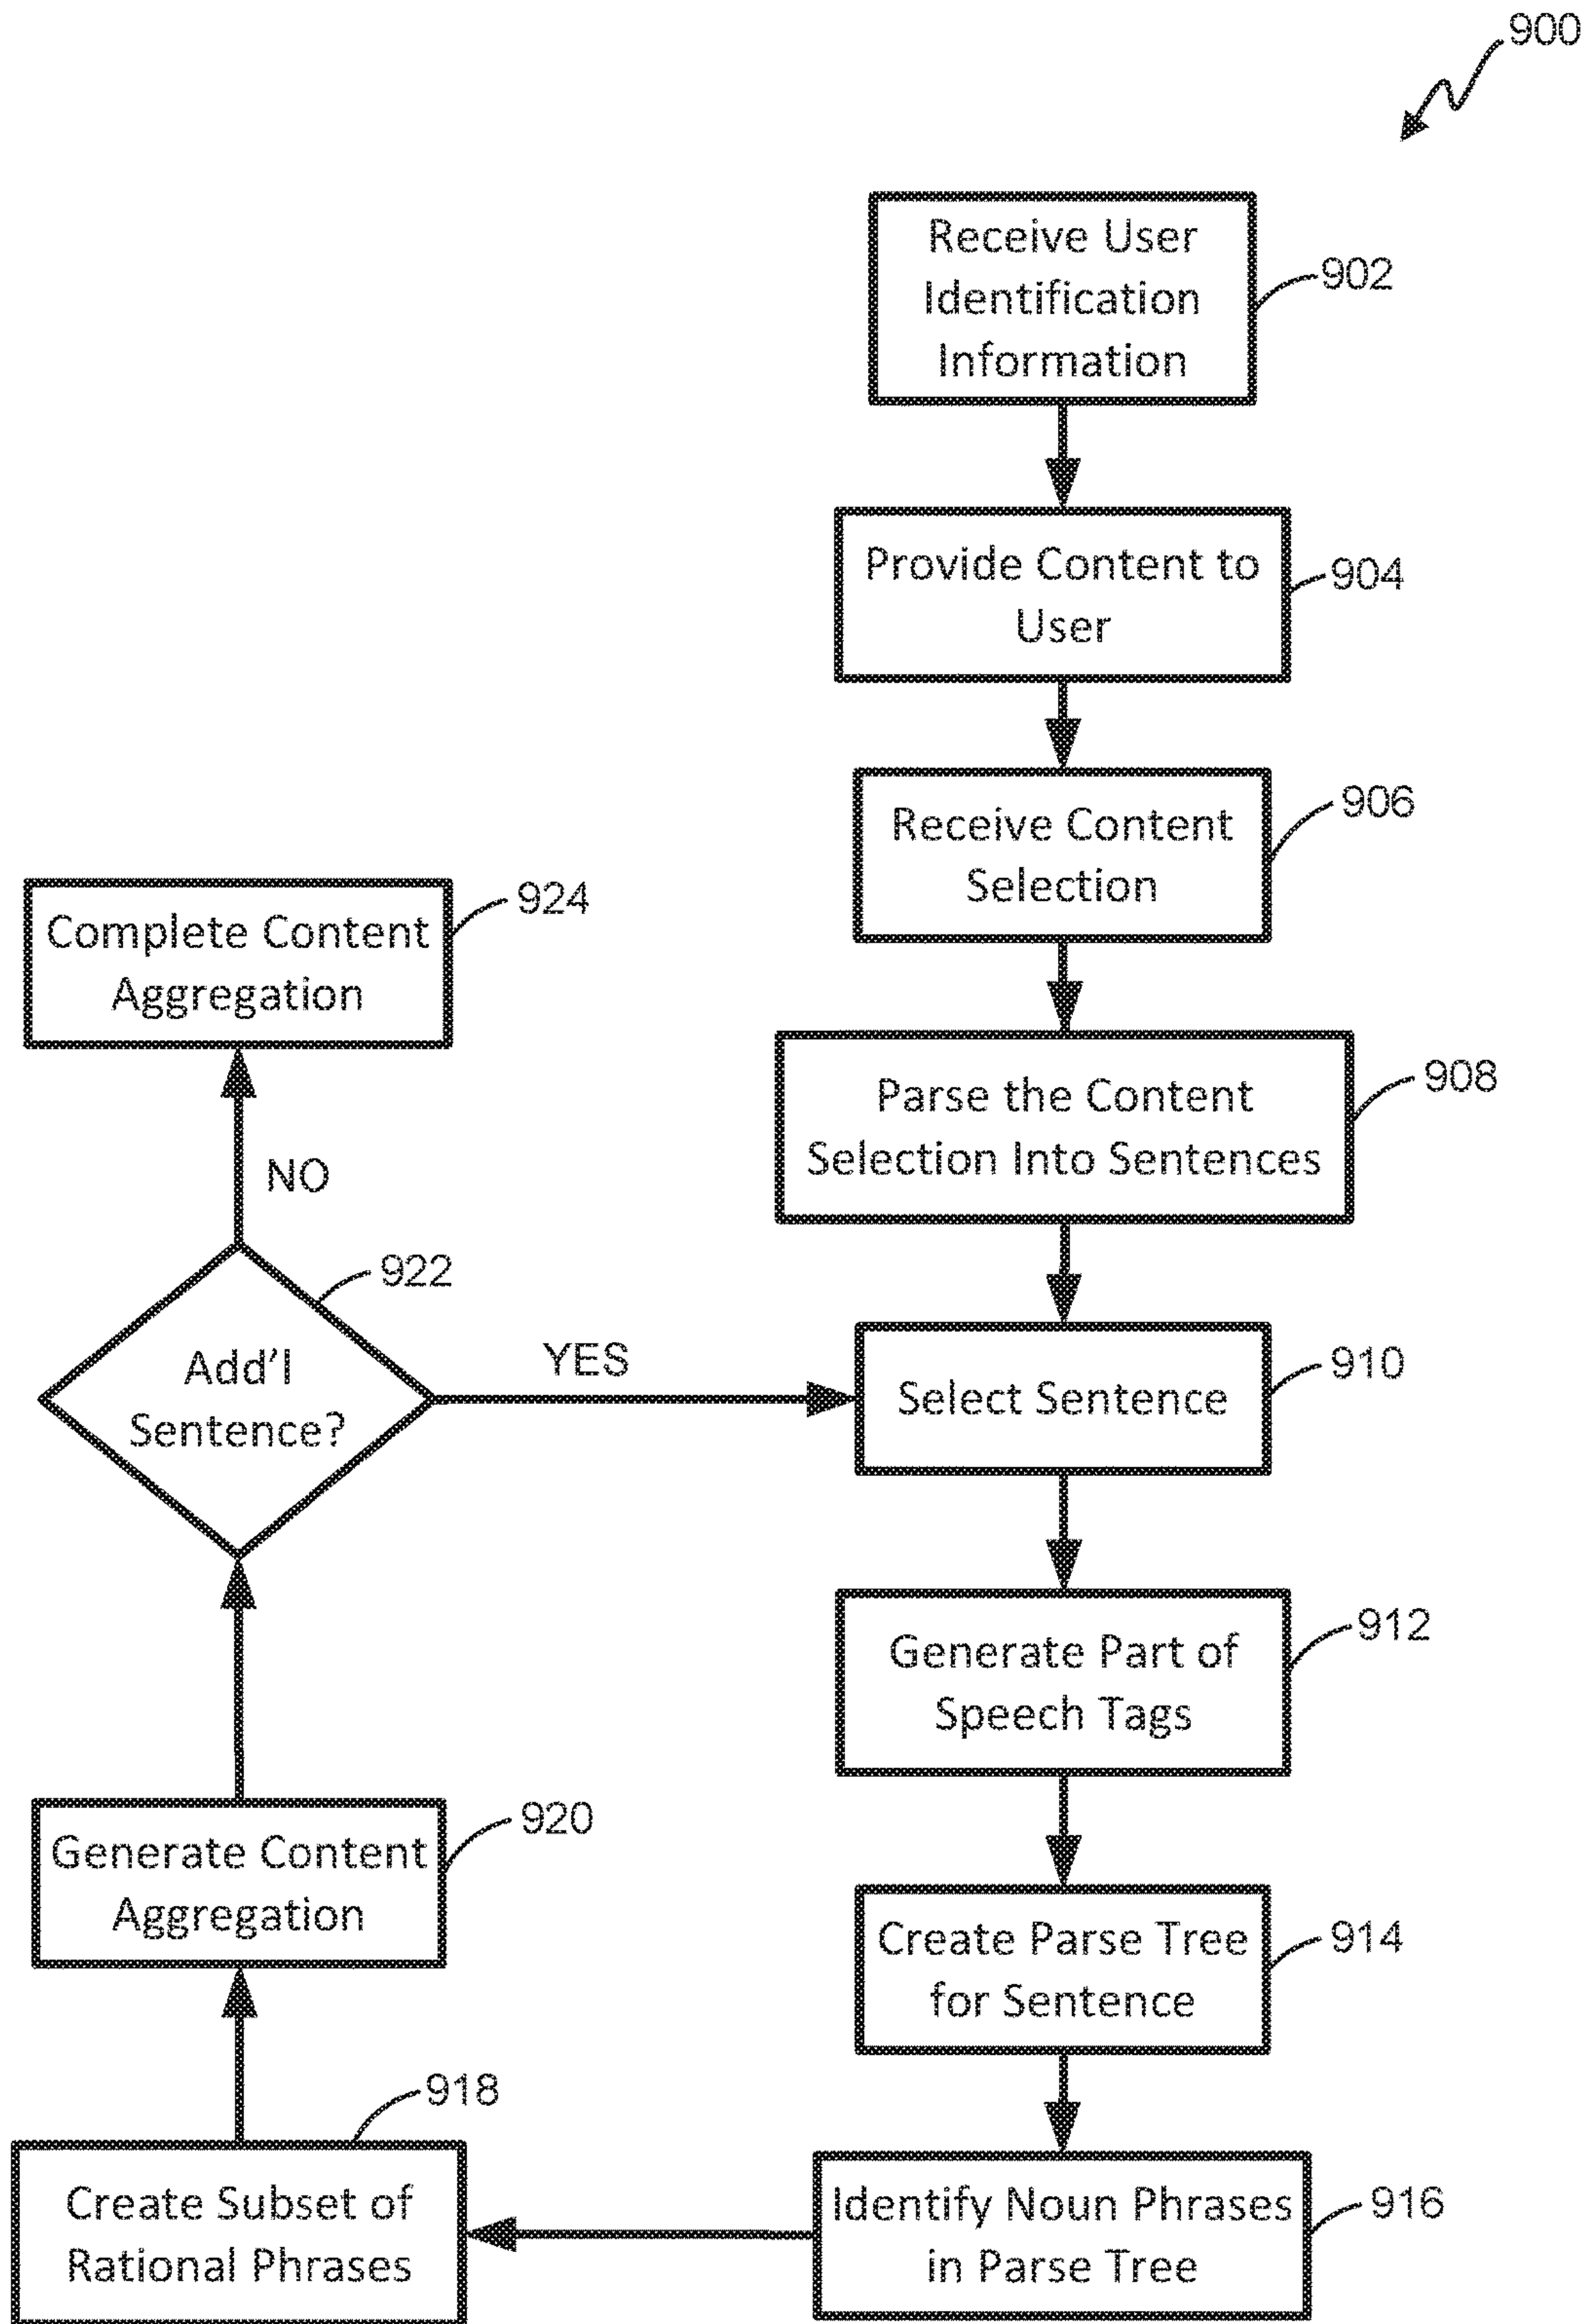 900
Receive User
Identification
Information
902
Provide Content to
User
904
Receive Content
Selection
906
Parse the Content
Selection Into Sentences
908
Select Sentence
910
Generate Part of
Speech Tags
912
Create Parse Tree
for Sentence
914
Identify Noun Phrases
in Parse Tree
916
Create Subset of
Rational Phrases
918
Generate Content
Aggregation
920
Add'l
Sentence?
922
YES
NO
Complete Content
Aggregation
924